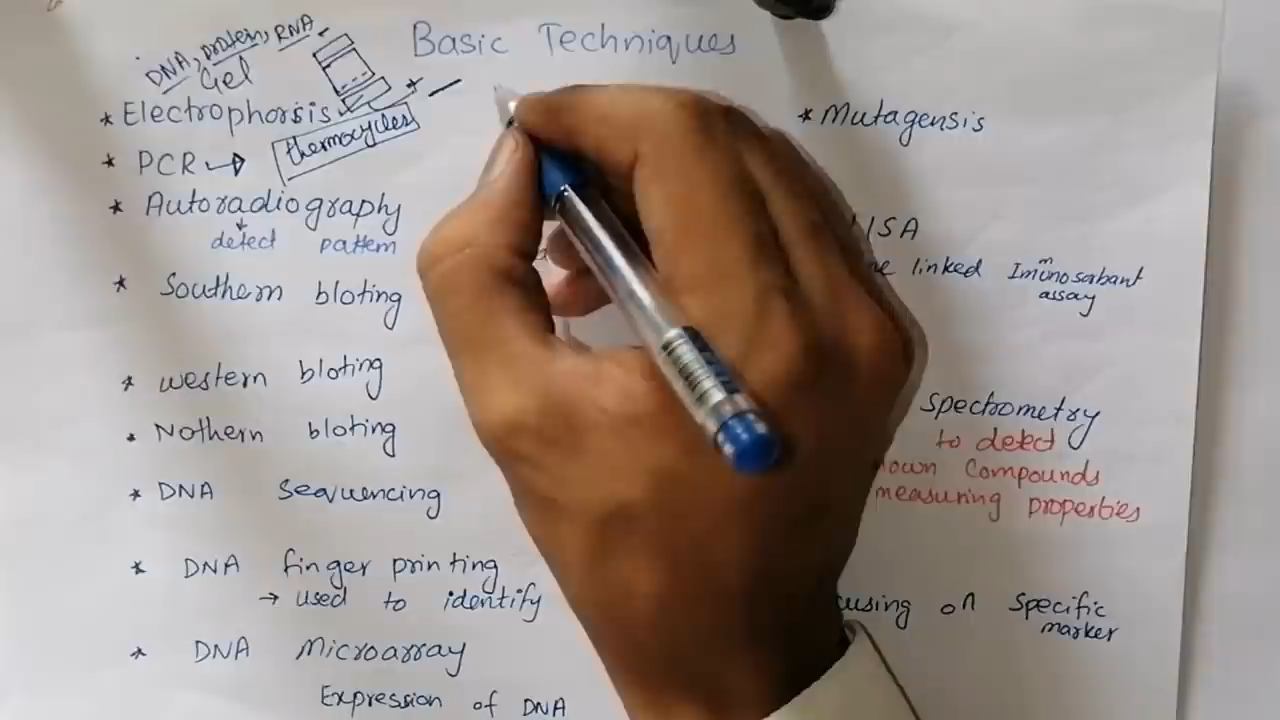 Basic Techniques
DNA, protein, RNA
Gel
* Electrophorsis
thermocycles
* PCR →
* Autoradiography
detect pattern
* Southern bloting
* western bloting
* Nothern bloting
* DNA Sequencing
* DNA finger printing
→ used to identify
* DNA Microarray
Expression of DNA
* Mutagensis
ISA
linked Immunosarbant
assay
Spectrometry
to detect
nown Compounds
measuring properties
using on Specific
marker